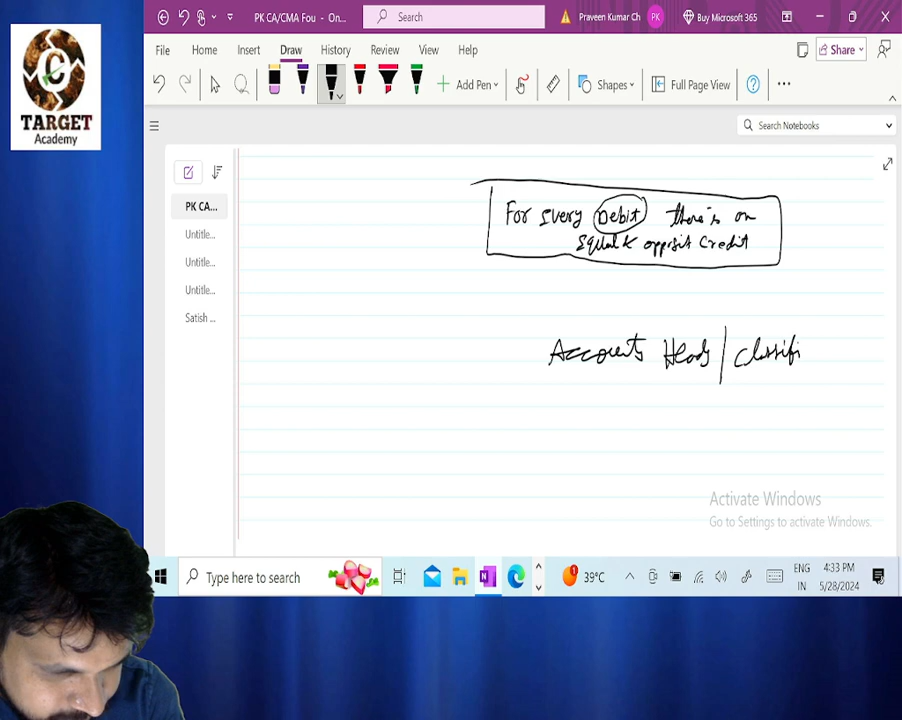 PK CA/CMA Fou - On...
Search
Praveen Kumar Ch
PK
Buy Microsoft 365
TARGET
Academy
File
Home
Insert
Draw
History
Review
View
Help
Share
Add Pen
Shapes
Full Page View
Search Notebooks
PK CA...
Untitle...
Untitle...
Untitle...
Satish ...
For Every Debit there is an
Equal & opposit Credit
Accounts Heads / classifi
Activate Windows
Go to Settings to activate Windows.
Type here to search
39°C
ENG
IN
4:33 PM
5/28/2024